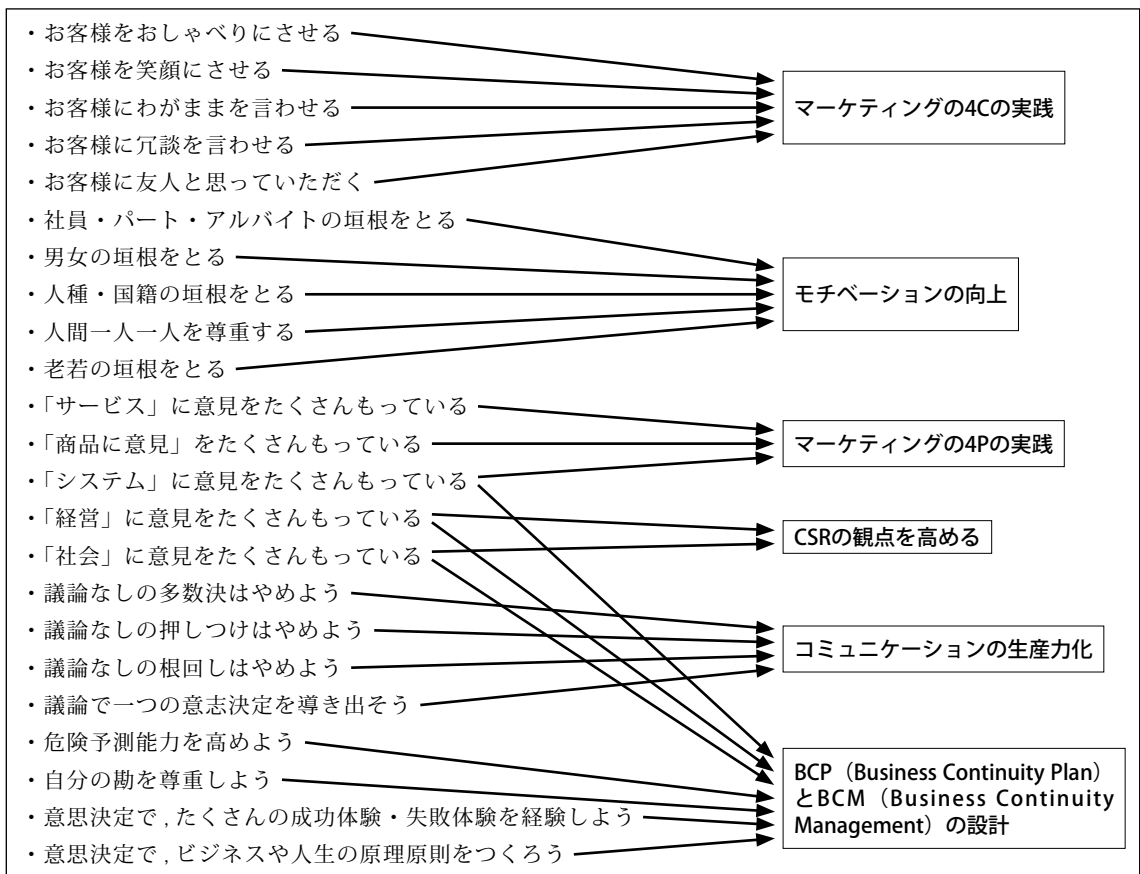 ・お客様をおしゃべりにさせる
・お客様を笑顔にさせる
・お客様にわがままを言わせる
・お客様に冗談を言わせる
・お客様に友人と思っていただく
マーケティングの4Cの実践
・社員・パート・アルバイトの垣根をとる
・男女の垣根をとる
・人種・国籍の垣根をとる
・人間一人一人を尊重する
・老若の垣根をとる
モチベーションの向上
・「サービス」に意見をたくさんもっている
・「商品に意見」をたくさんもっている
・「システム」に意見をたくさんもっている
マーケティングの4Pの実践
・「経営」に意見をたくさんもっている
・「社会」に意見をたくさんもっている
CSRの観点を高める
・議論なしの多数決はやめよう
・議論なしの押しつけはやめよう
・議論なしの根回しはやめよう
・議論で一つの意志決定を導き出そう
コミュニケーションの生産力化
・危険予測能力を高めよう
・自分の勘を尊重しよう
・意思決定で,たくさんの成功体験・失敗体験を経験しよう
・意思決定で,ビジネスや人生の原理原則をつくろう
BCP（Business Continuity Plan）
とBCM（Business Continuity
Management）の設計